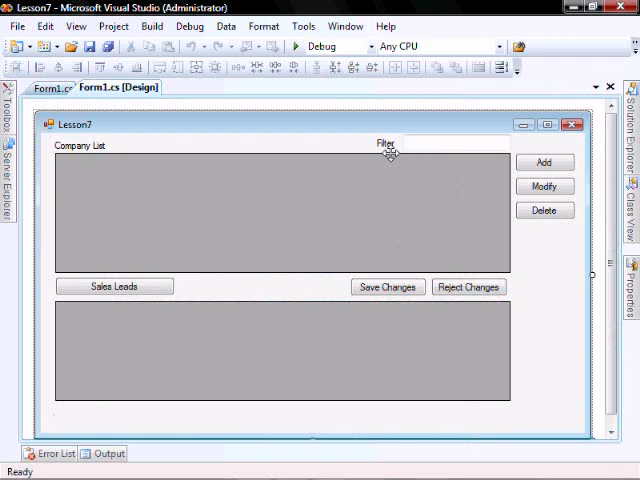 Lesson7 - Microsoft Visual Studio (Administrator)
File Edit View Project Build Debug Data Format Tools Window Help
Debug Any CPU
Form1.cs Form1.cs [Design]
Toolbox
Server Explorer
Solution Explorer
Class View
Properties
Lesson7
Company List Filter
Add
Modify
Delete
Sales Leads Save Changes Reject Changes
Error List Output
Ready